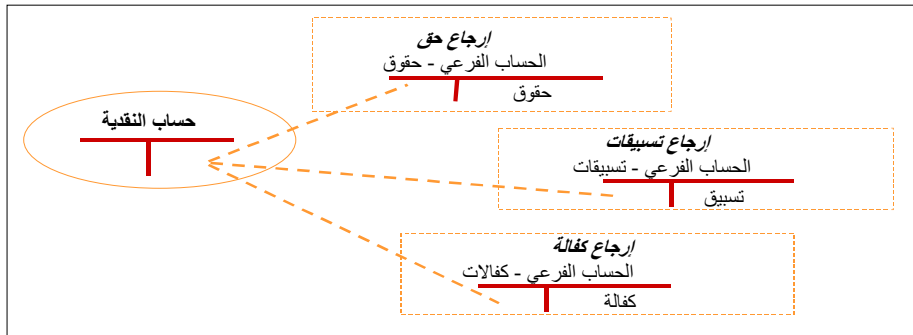 إرجاع حق
الحساب الفرعي - حقوق
حقوق
حساب النقدية
إرجاع تسبيقات
الحساب الفرعي - تسبيقات
تسبيق
إرجاع كفالة
الحساب الفرعي - كفالات
كفالة